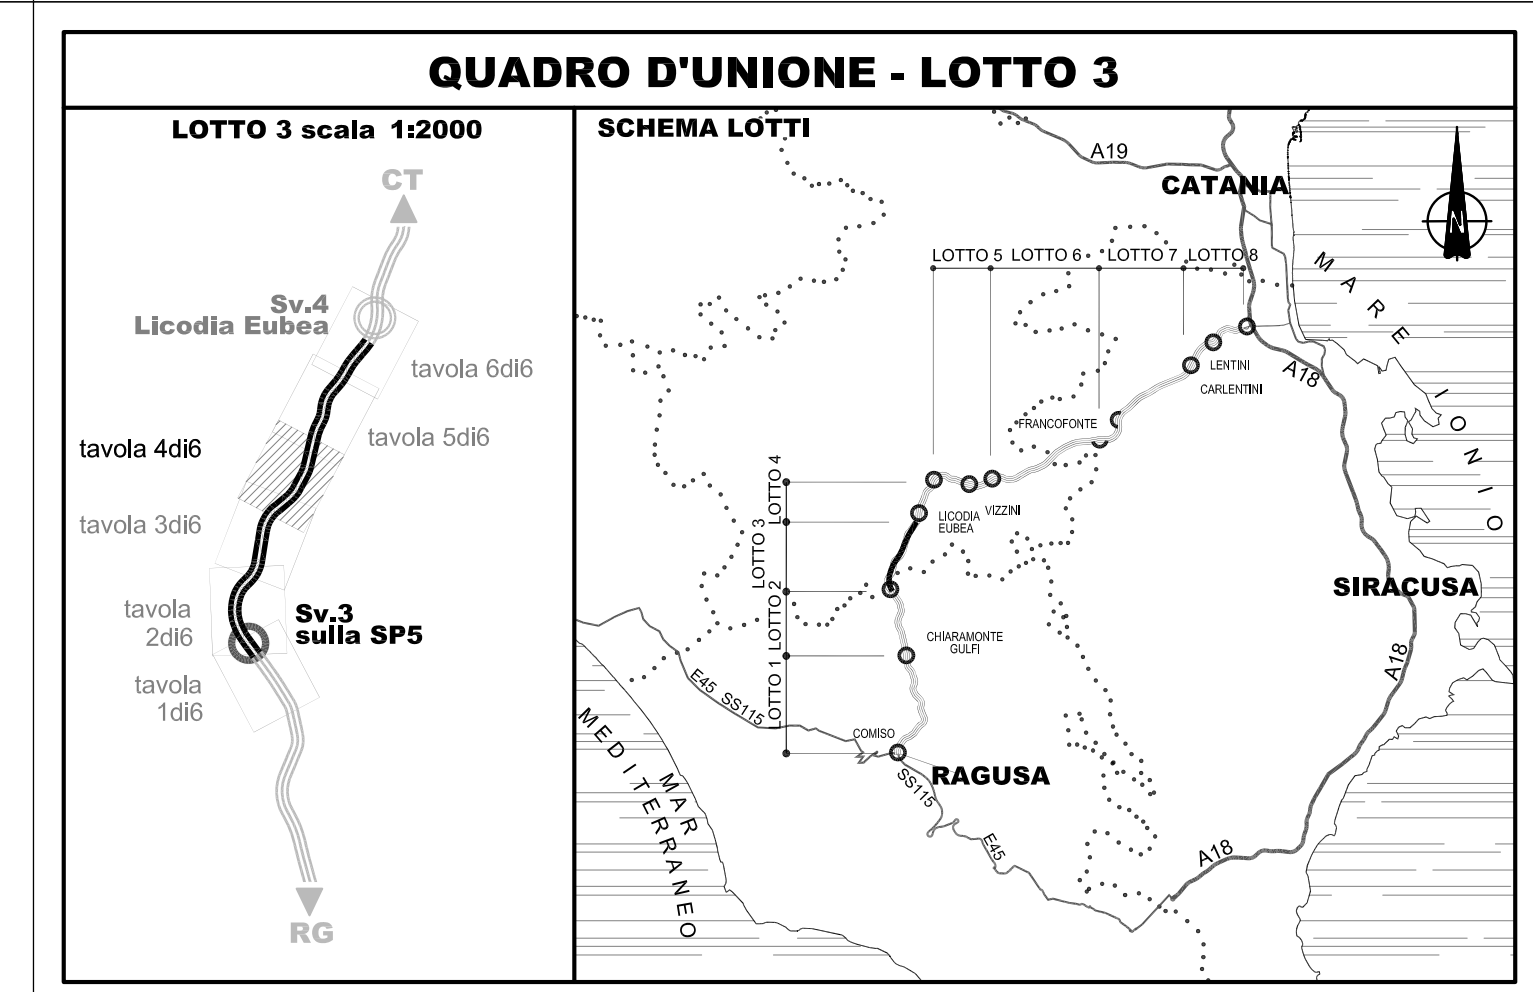 QUADRO D'UNIONE - LOTTO 3
LOTTO 3 scala 1:2000
CT
Sv.4
Licodia Eubea
tavola 6di6
tavola 5di6
tavola 4di6
tavola 3di6
tavola
2di6
Sv.3
sulla SP5
tavola
1di6
RG
SCHEMA LOTTI
A19
CATANIA
N
MARE IONIO
LOTTO 5
LOTTO 6
LOTTO 7
LOTTO 8
LENTINI
CARLENTINI
A18
FRANCOFONTE
LOTTO 4
LOTTO 3
LOTTO 2
LOTTO 1
LICODIA
EUBEA
VIZZINI
SIRACUSA
CHIARAMONTE
GULFI
A18
E45 SS115
COMISO
RAGUSA
SS115
E45
A18
MAR
MEDITERRANEO